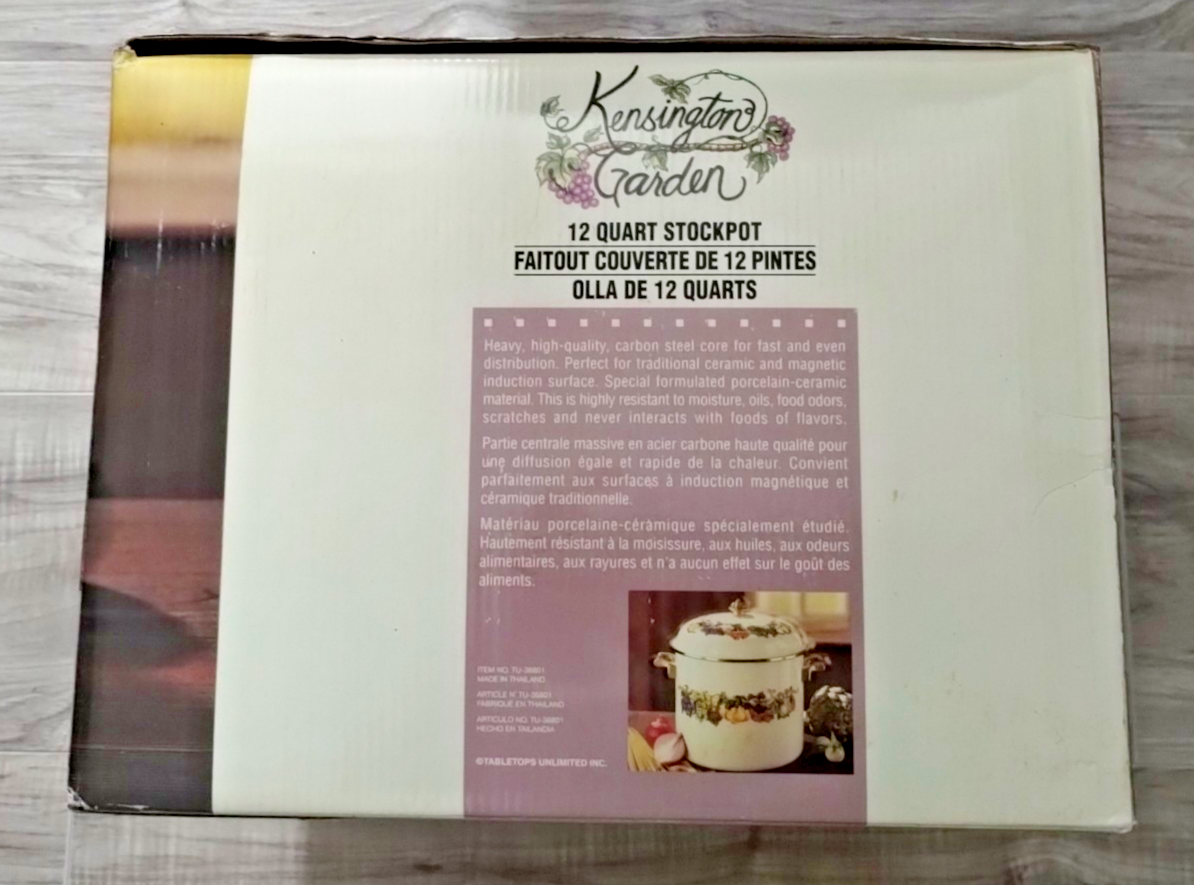 Kensington
Garden
12 QUART STOCKPOT
FAITOUT COUVERTE DE 12 PINTES
OLLA DE 12 QUARTS
Heavy, high-quality, carbon steel core for fast and even
distribution. Perfect for traditional ceramic and magnetic
induction surface. Special formulated porcelain-ceramic
material. This is highly resistant to moisture, oils, food odors,
scratches and never interacts with foods of flavors.
Partie centrale massive en acier carbone haute qualité pour
une diffusion égale et rapide de la chaleur. Convient
parfaitement aux surfaces à induction magnétique et
céramique traditionnelle.
Matériau porcelaine-céramique spécialement étudié.
Hautement résistant à la moisissure, aux huiles, aux odeurs
alimentaires, aux rayures et n'a aucun effet sur le goût des
aliments.
ITEM NO. 
MADE IN THAILAND
ARTICLE N°
FABRIQUÉ EN THAILAND
ARTICULO NO.
HECHO EN TAILANDIA
©TABLETOPS UNLIMITED INC.